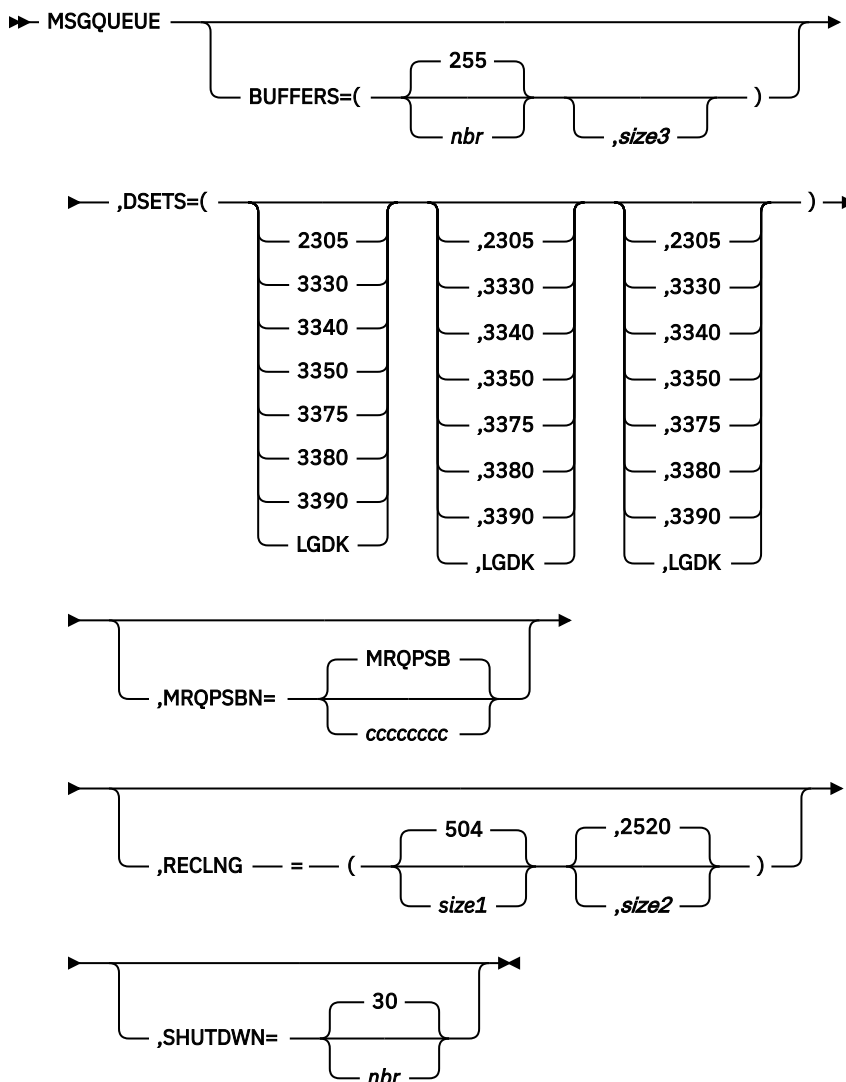 MSGQUEUE
255
BUFFERS=( )
nbr ,size3
,DSETS=( )
2305 ,2305 ,2305
3330 ,3330 ,3330
3340 ,3340 ,3340
3350 ,3350 ,3350
3375 ,3375 ,3375
3380 ,3380 ,3380
3390 ,3390 ,3390
LGDK ,LGDK ,LGDK
MRQPSB
,MRQPSBN=
cccccccc
504 ,2520
,RECLNG = ( )
size1 ,size2
30
,SHUTDWN=
nbr